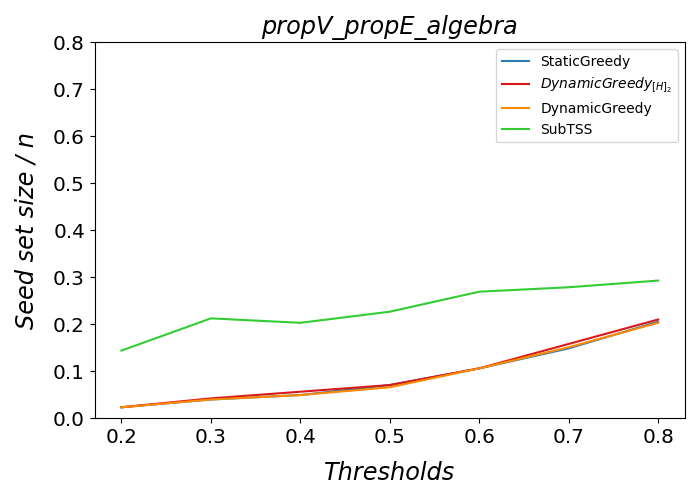 propV_propE_algebra
StaticGreedy
DynamicGreedy[H]₂
DynamicGreedy
SubTSS
Seed set size / n
0.8
0.7
0.6
0.5
0.4
0.3
0.2
0.1
0.0
0.2 0.3 0.4 0.5 0.6 0.7 0.8
Thresholds